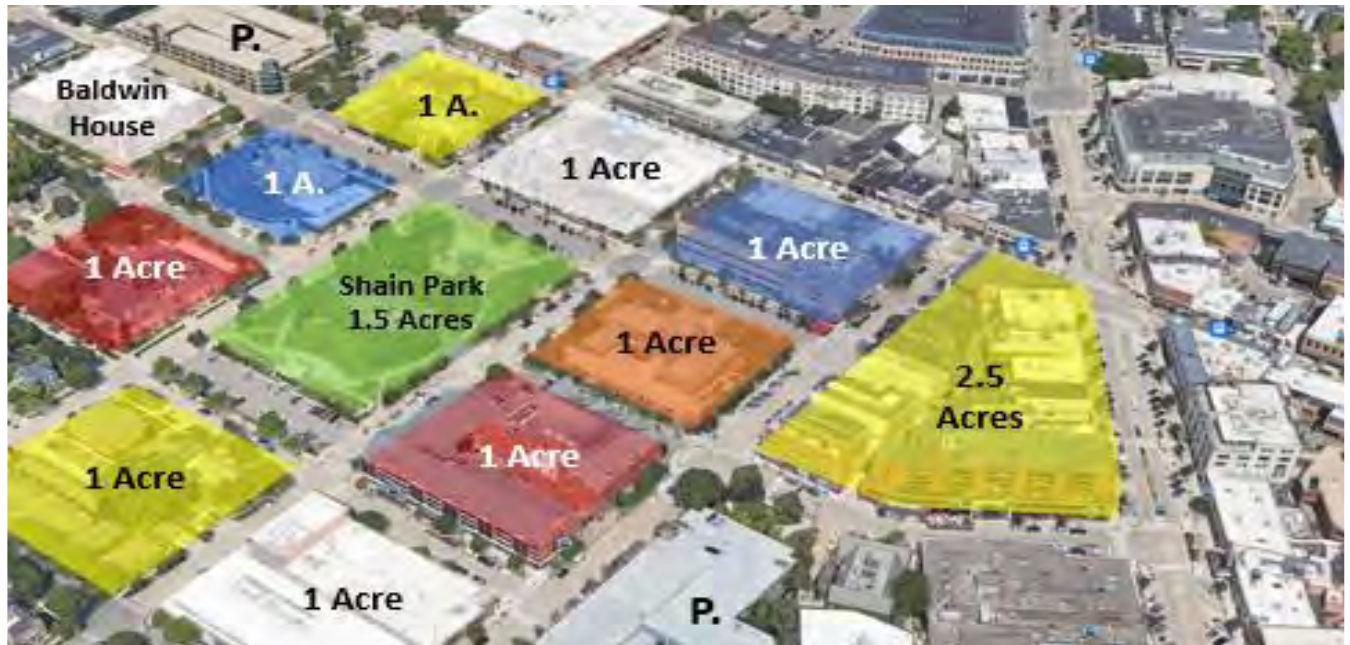 P.
Baldwin
House
1 A.
1 Acre
1 A.
1 Acre
1 Acre
Shain Park
1.5 Acres
1 Acre
2.5
Acres
1 Acre
1 Acre
1 Acre
P.